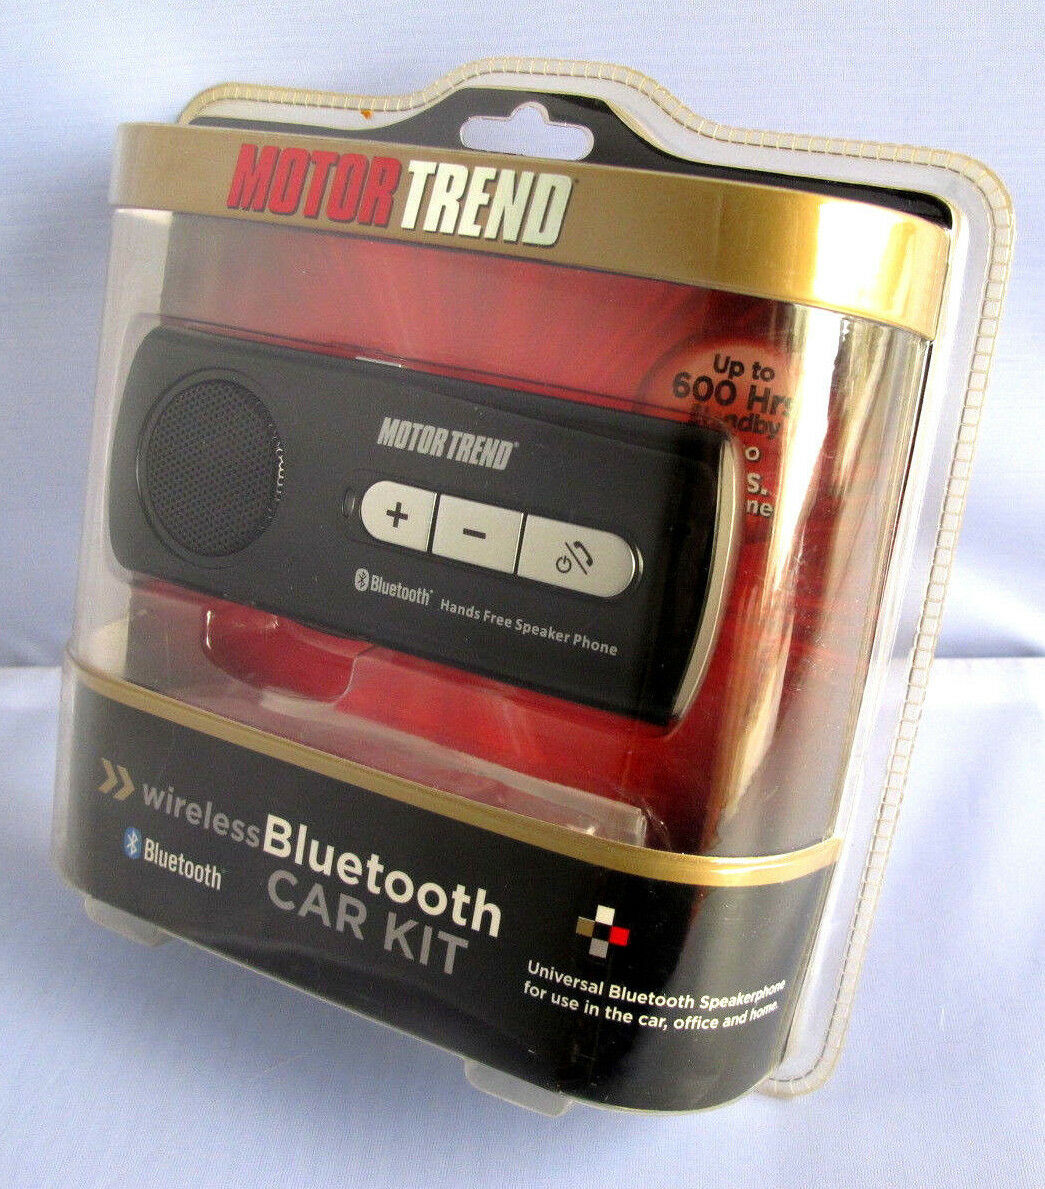 MOTOR TREND
Up to
600 Hrs
Standby
MOTOR TREND
+ −
Bluetooth® Hands Free Speaker Phone
wireless Bluetooth
CAR KIT
Bluetooth
Universal Bluetooth Speakerphone
for use in the car, office and home.